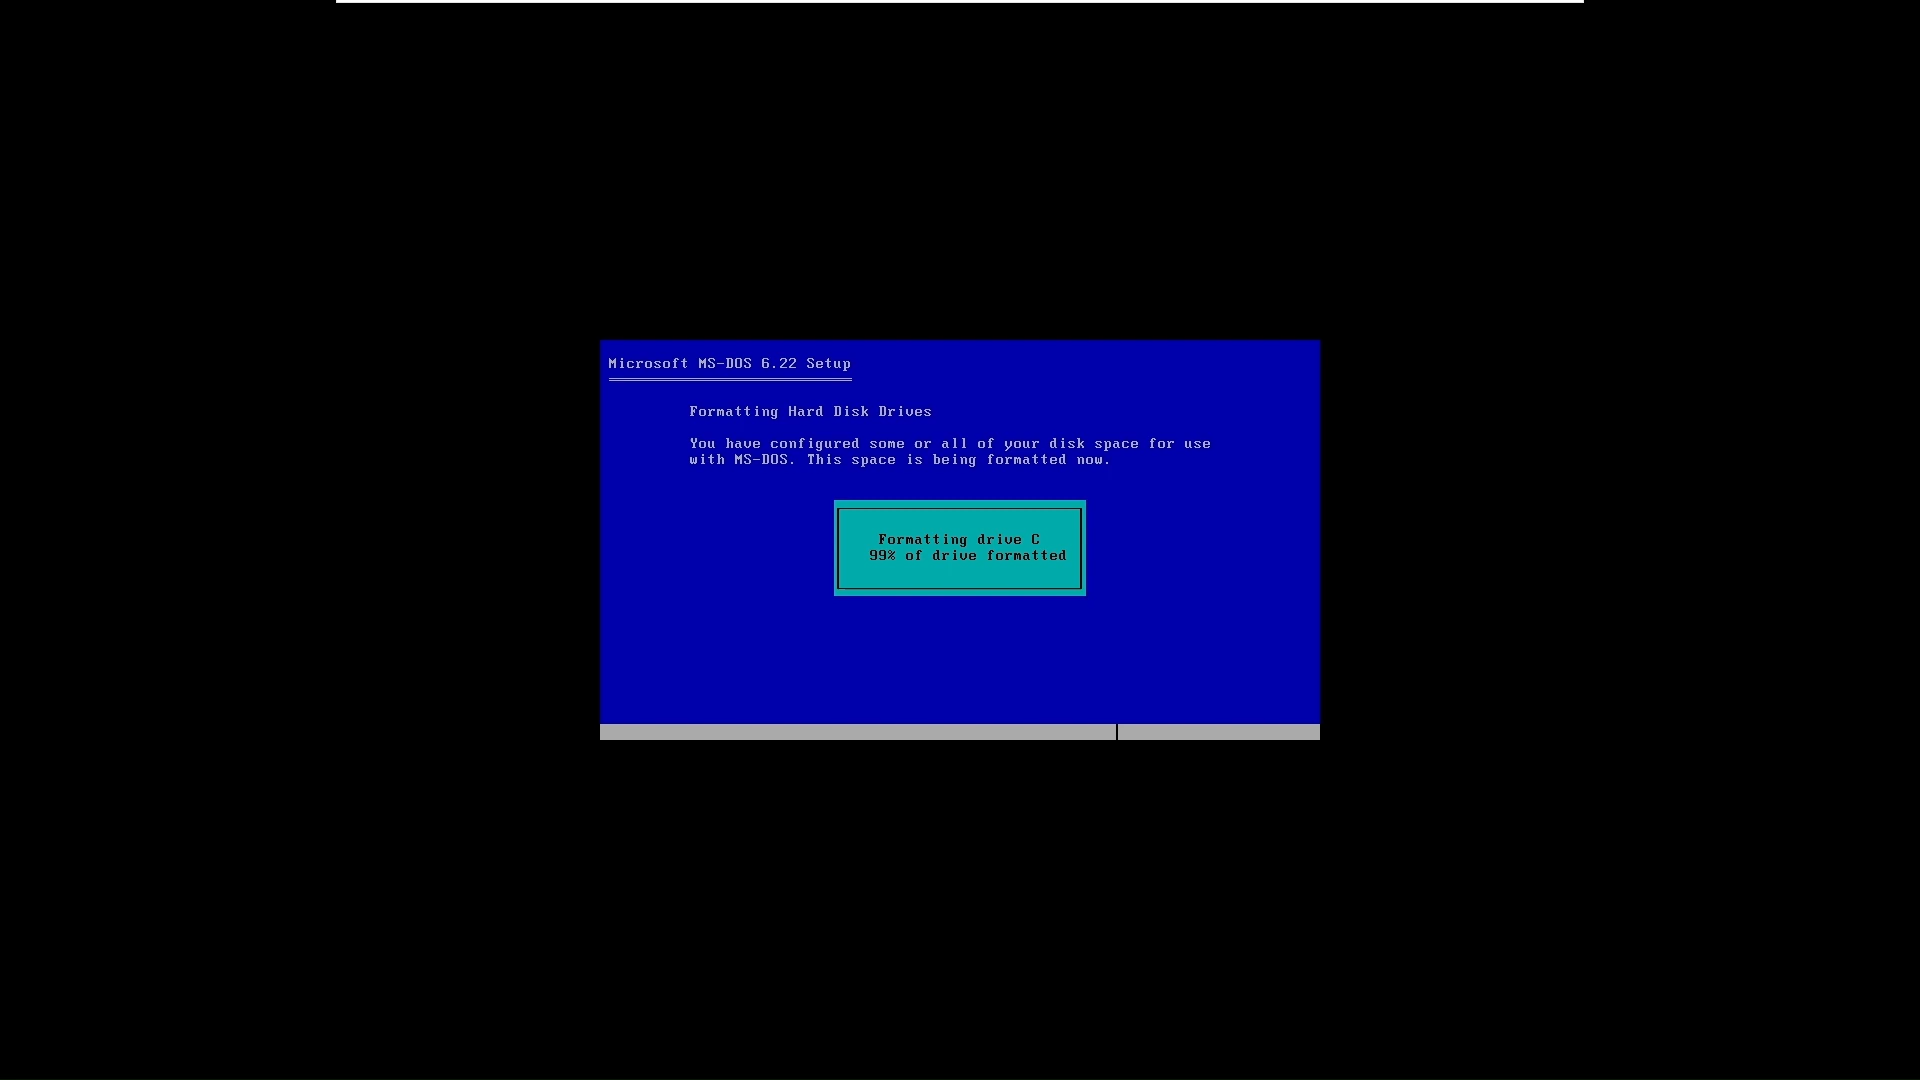 Microsoft MS-DOS 6.22 Setup
Formatting Hard Disk Drives
You have configured some or all of your disk space for use
with MS-DOS. This space is being formatted now.
Formatting drive C
99% of drive formatted